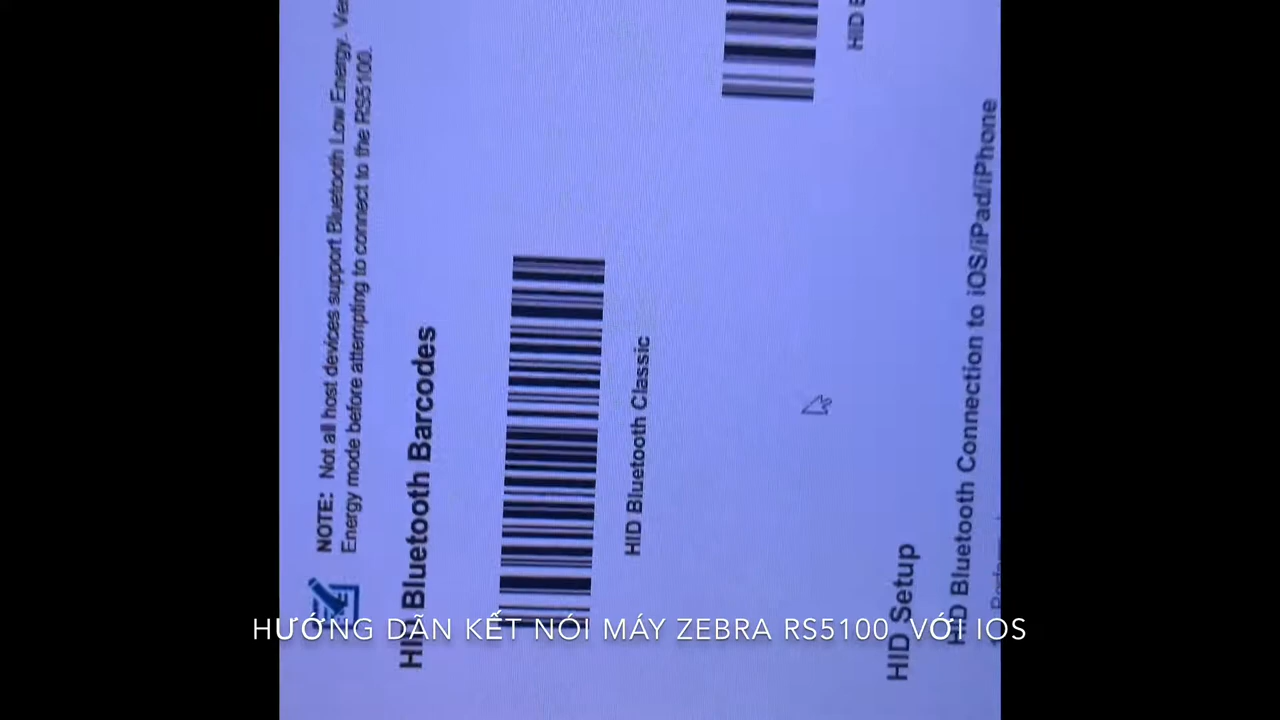 NOTE: Not all host devices support Bluetooth Low Energy.
Energy mode before attempting to connect to the RS5100.
HID Bluetooth Barcodes
HID Bluetooth Classic
HID
HID Setup
HID Bluetooth Connection to iOS/iPad/iPhone
HƯỚNG DẪN KẾT NỐI MÁY ZEBRA RS5100 VỚI IOS